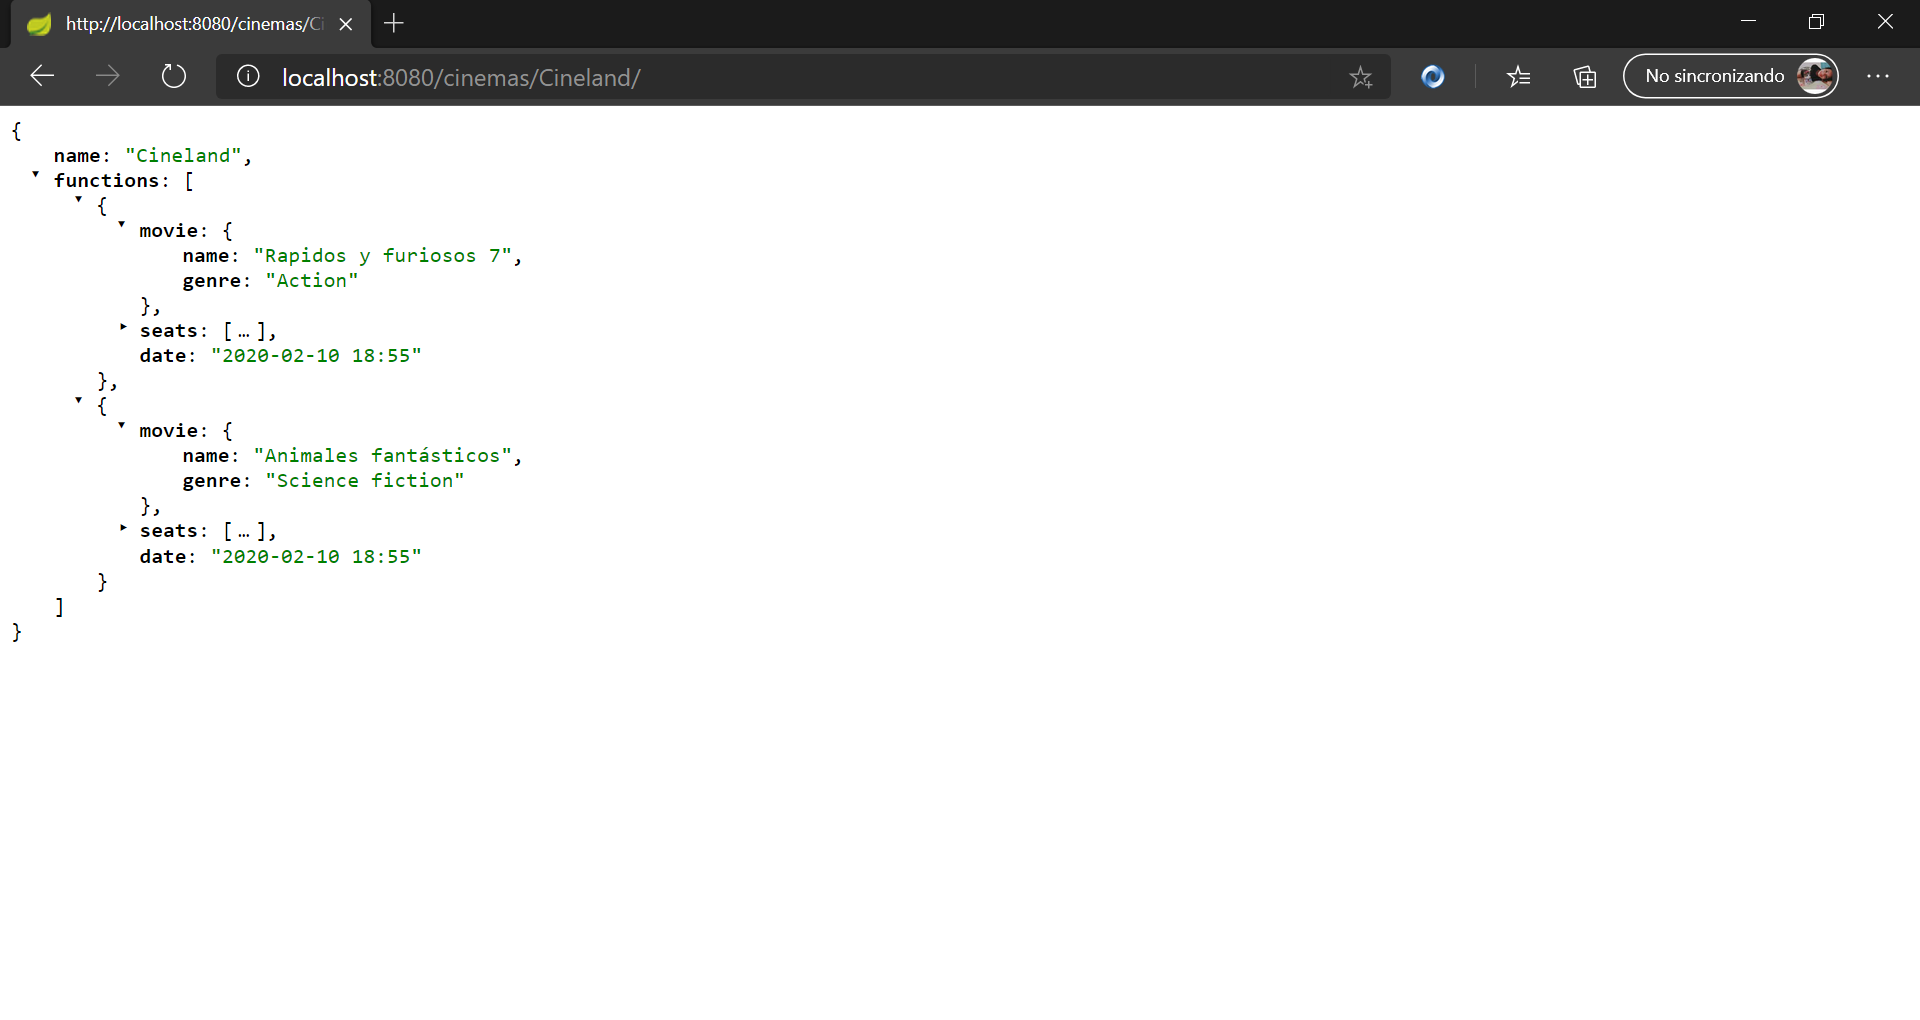 http://localhost:8080/cinemas/Ci
localhost:8080/cinemas/Cineland/
No sincronizando
{
name: "Cineland",
functions: [
{
movie: {
name: "Rapidos y furiosos 7",
genre: "Action"
},
seats: […],
date: "2020-02-10 18:55"
},
{
movie: {
name: "Animales fantásticos",
genre: "Science fiction"
},
seats: […],
date: "2020-02-10 18:55"
}
]
}